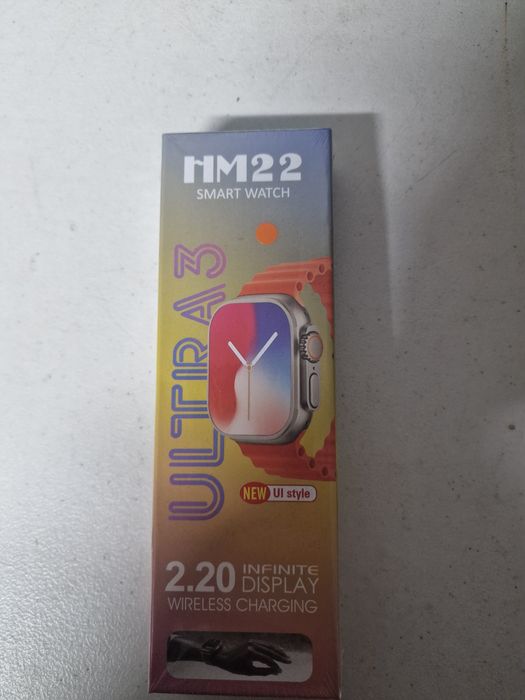 HM22
SMART WATCH
ULTRA 3
NEW UI style
2.20 INFINITE
DISPLAY
WIRELESS CHARGING